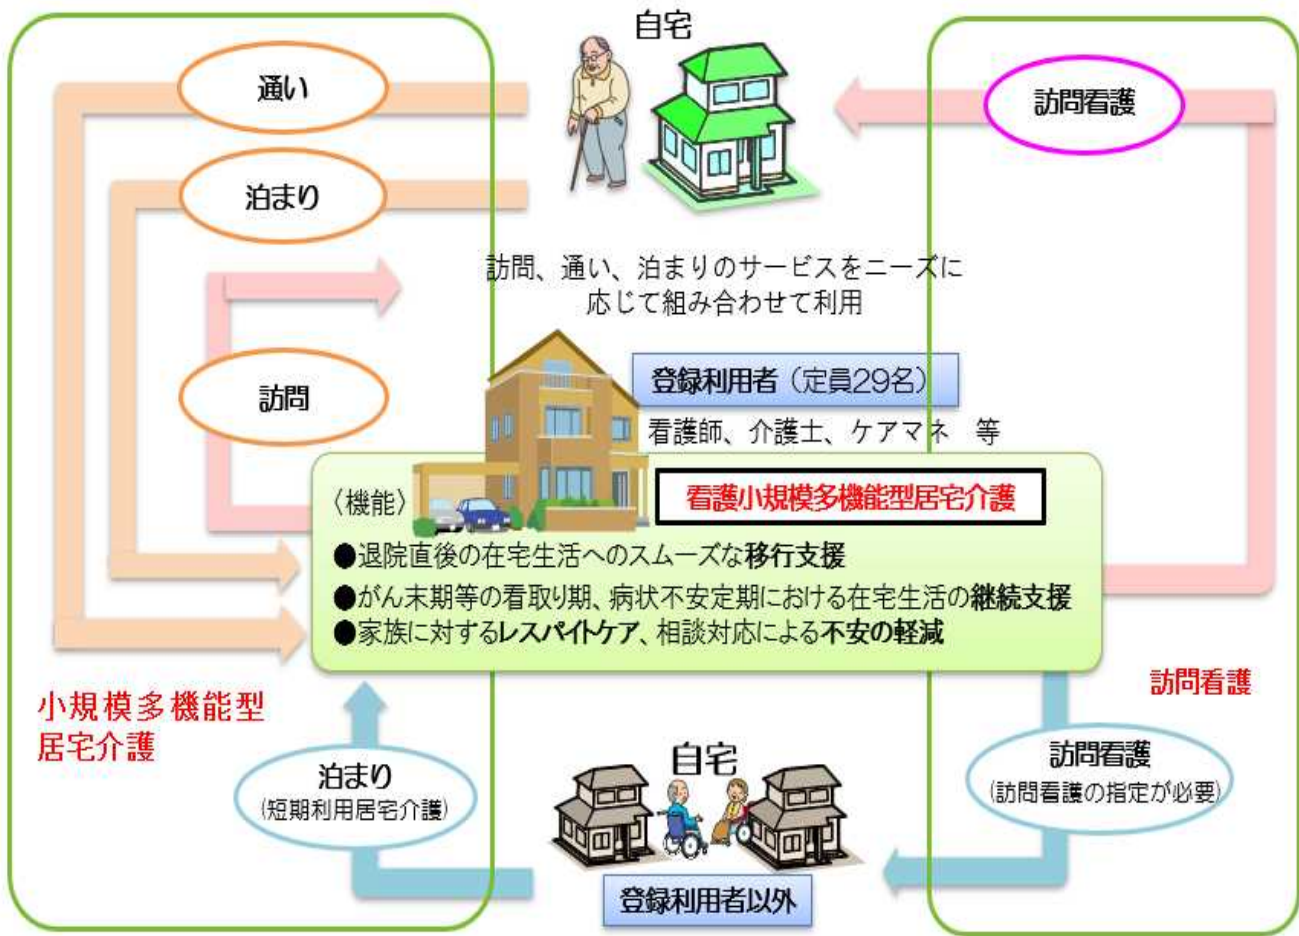 自宅
通い
訪問看護
泊まり
訪問、通い、泊まりのサービスをニーズに
応じて組み合わせて利用
訪問
登録利用者（定員29名）
看護師、介護士、ケアマネ　等
〈機能〉
看護小規模多機能型居宅介護
●退院直後の在宅生活へのスムーズな移行支援
●がん末期等の看取り期、病状不安定期における在宅生活の継続支援
●家族に対するレスパイトケア、相談対応による不安の軽減
小規模多機能型
居宅介護
訪問看護
自宅
泊まり
(短期利用居宅介護)
訪問看護
(訪問看護の指定が必要)
登録利用者以外